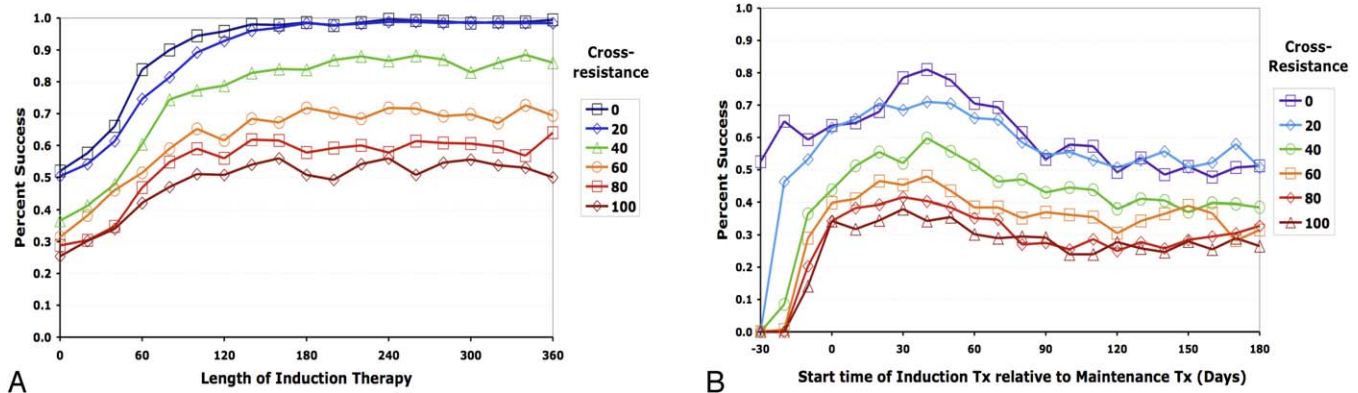 1.0
0.9
0.8
0.7
0.6
0.5
0.4
0.3
0.2
0.1
0.0
Percent Success
0 60 120 180 240 300 360
Length of Induction Therapy
Cross-
resistance
0
20
40
60
80
100
A
1.0
0.9
0.8
0.7
0.6
0.5
0.4
0.3
0.2
0.1
0.0
Percent Success
-30 0 30 60 90 120 150 180
Start time of Induction Tx relative to Maintenance Tx (Days)
Cross-
Resistance
0
20
40
60
80
100
B